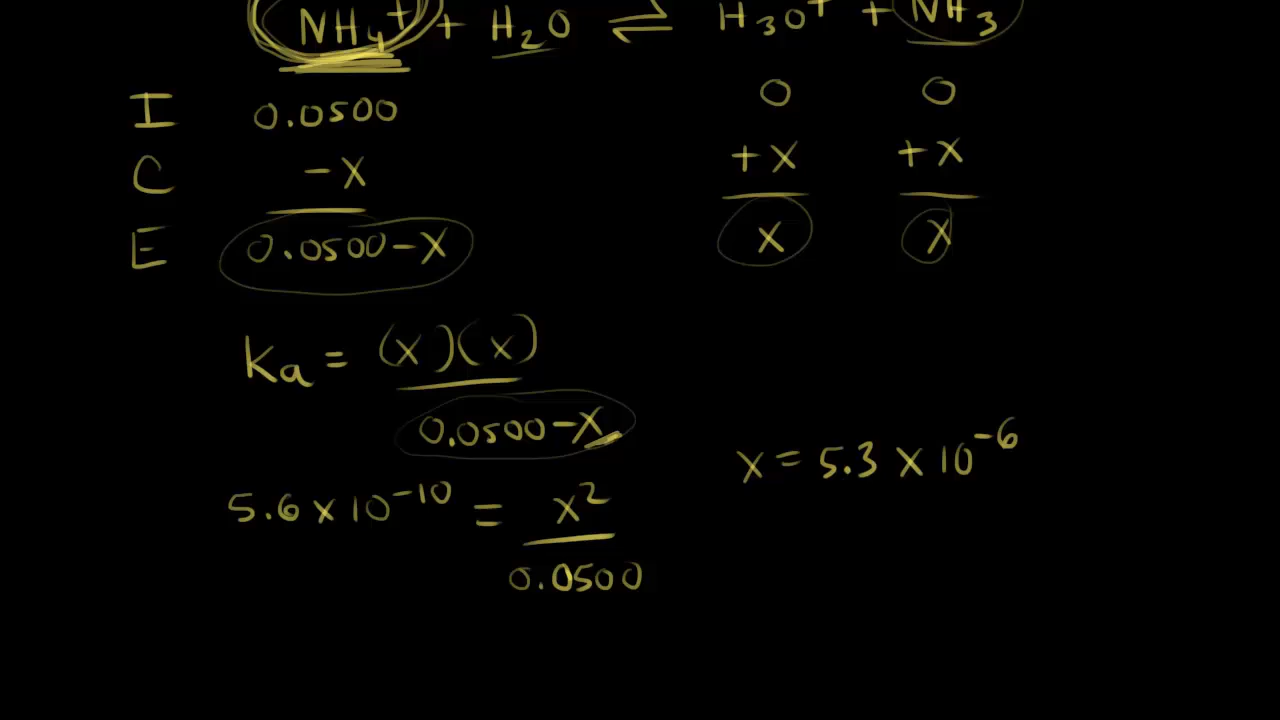 NH₄⁺ + H₂O ⇌ H₃O⁺ + NH₃
I 0.0500 0 0
C -X +X +X
E 0.0500-X X X
Ka = (x)(x)
0.0500-X
5.6 x 10⁻¹⁰ = x²
0.0500
x = 5.3 x 10⁻⁶